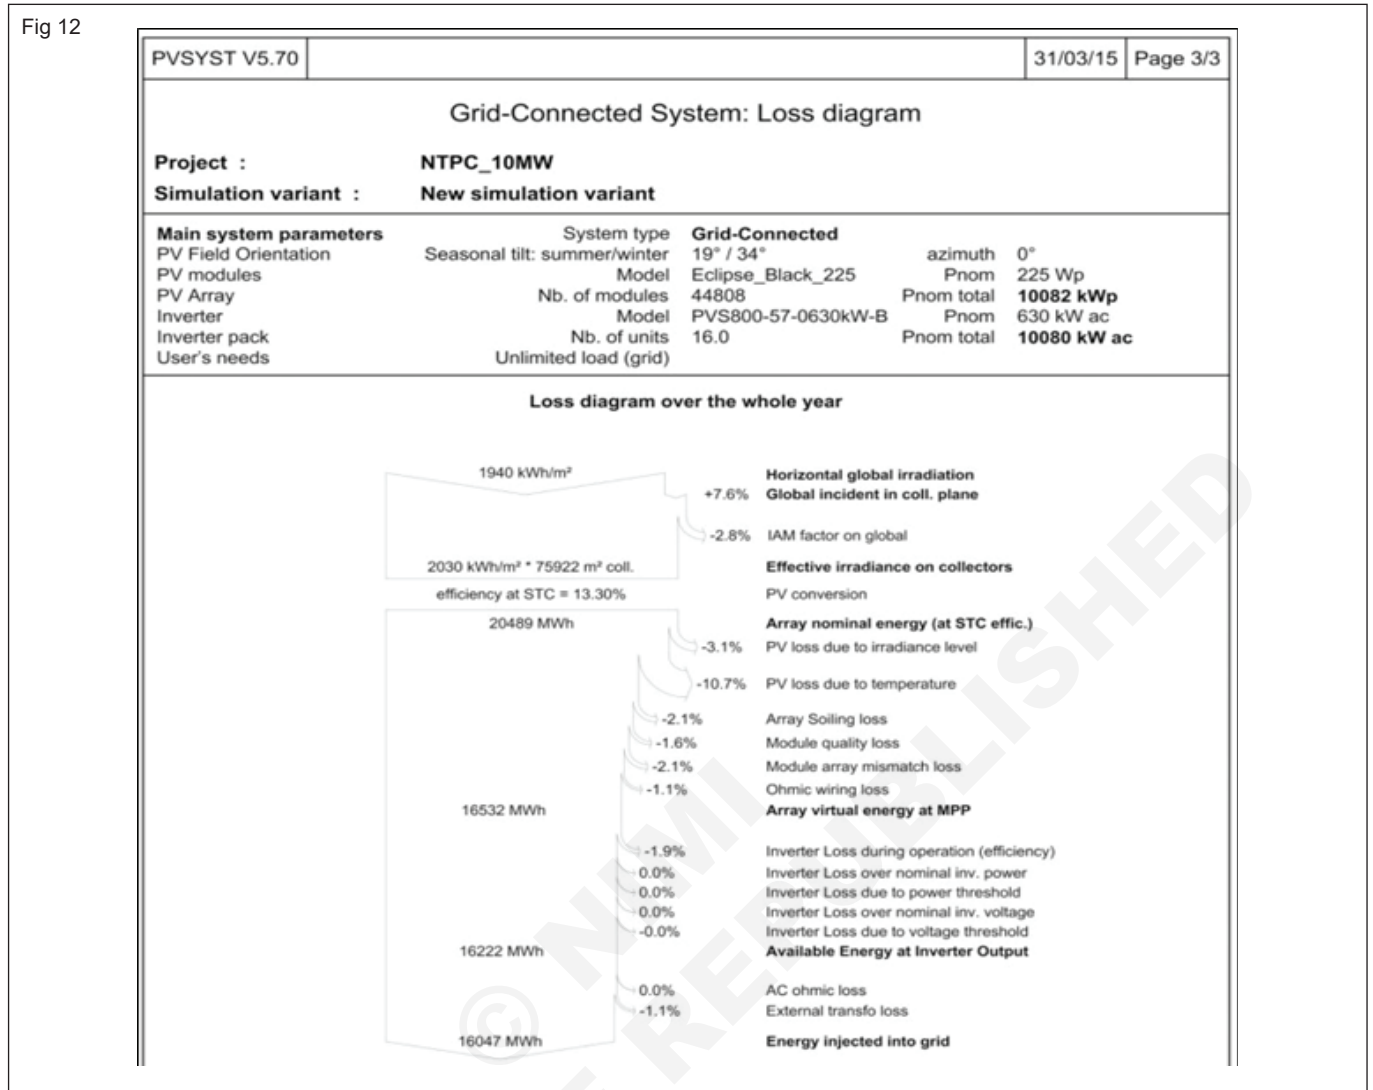 Fig 12
PVSYST V5.70 31/03/15 Page 3/3
Grid-Connected System: Loss diagram
Project : NTPC_10MW
Simulation variant : New simulation variant
Main system parameters System type Grid-Connected
PV Field Orientation Seasonal tilt: summer/winter 19° / 34° azimuth 0°
PV modules Model Eclipse_Black_225 Pnom 225 Wp
PV Array Nb. of modules 44808 Pnom total 10082 kWp
Inverter Model PVS800-57-0630kW-B Pnom 630 kW ac
Inverter pack Nb. of units 16.0 Pnom total 10080 kW ac
User's needs Unlimited load (grid)
Loss diagram over the whole year
1940 kWh/m² Horizontal global irradiation
+7.6% Global incident in coll. plane
-2.8% IAM factor on global
2030 kWh/m² * 75922 m² coll. Effective irradiance on collectors
efficiency at STC = 13.30% PV conversion
20489 MWh Array nominal energy (at STC effic.)
-3.1% PV loss due to irradiance level
-10.7% PV loss due to temperature
-2.1% Array Soiling loss
-1.6% Module quality loss
-2.1% Module array mismatch loss
-1.1% Ohmic wiring loss
16532 MWh Array virtual energy at MPP
-1.9% Inverter Loss during operation (efficiency)
0.0% Inverter Loss over nominal inv. power
0.0% Inverter Loss due to power threshold
0.0% Inverter Loss over nominal inv. voltage
-0.0% Inverter Loss due to voltage threshold
16222 MWh Available Energy at Inverter Output
0.0% AC ohmic loss
-1.1% External transfo loss
16047 MWh Energy injected into grid
© NIMI
BE REPUBLISHED